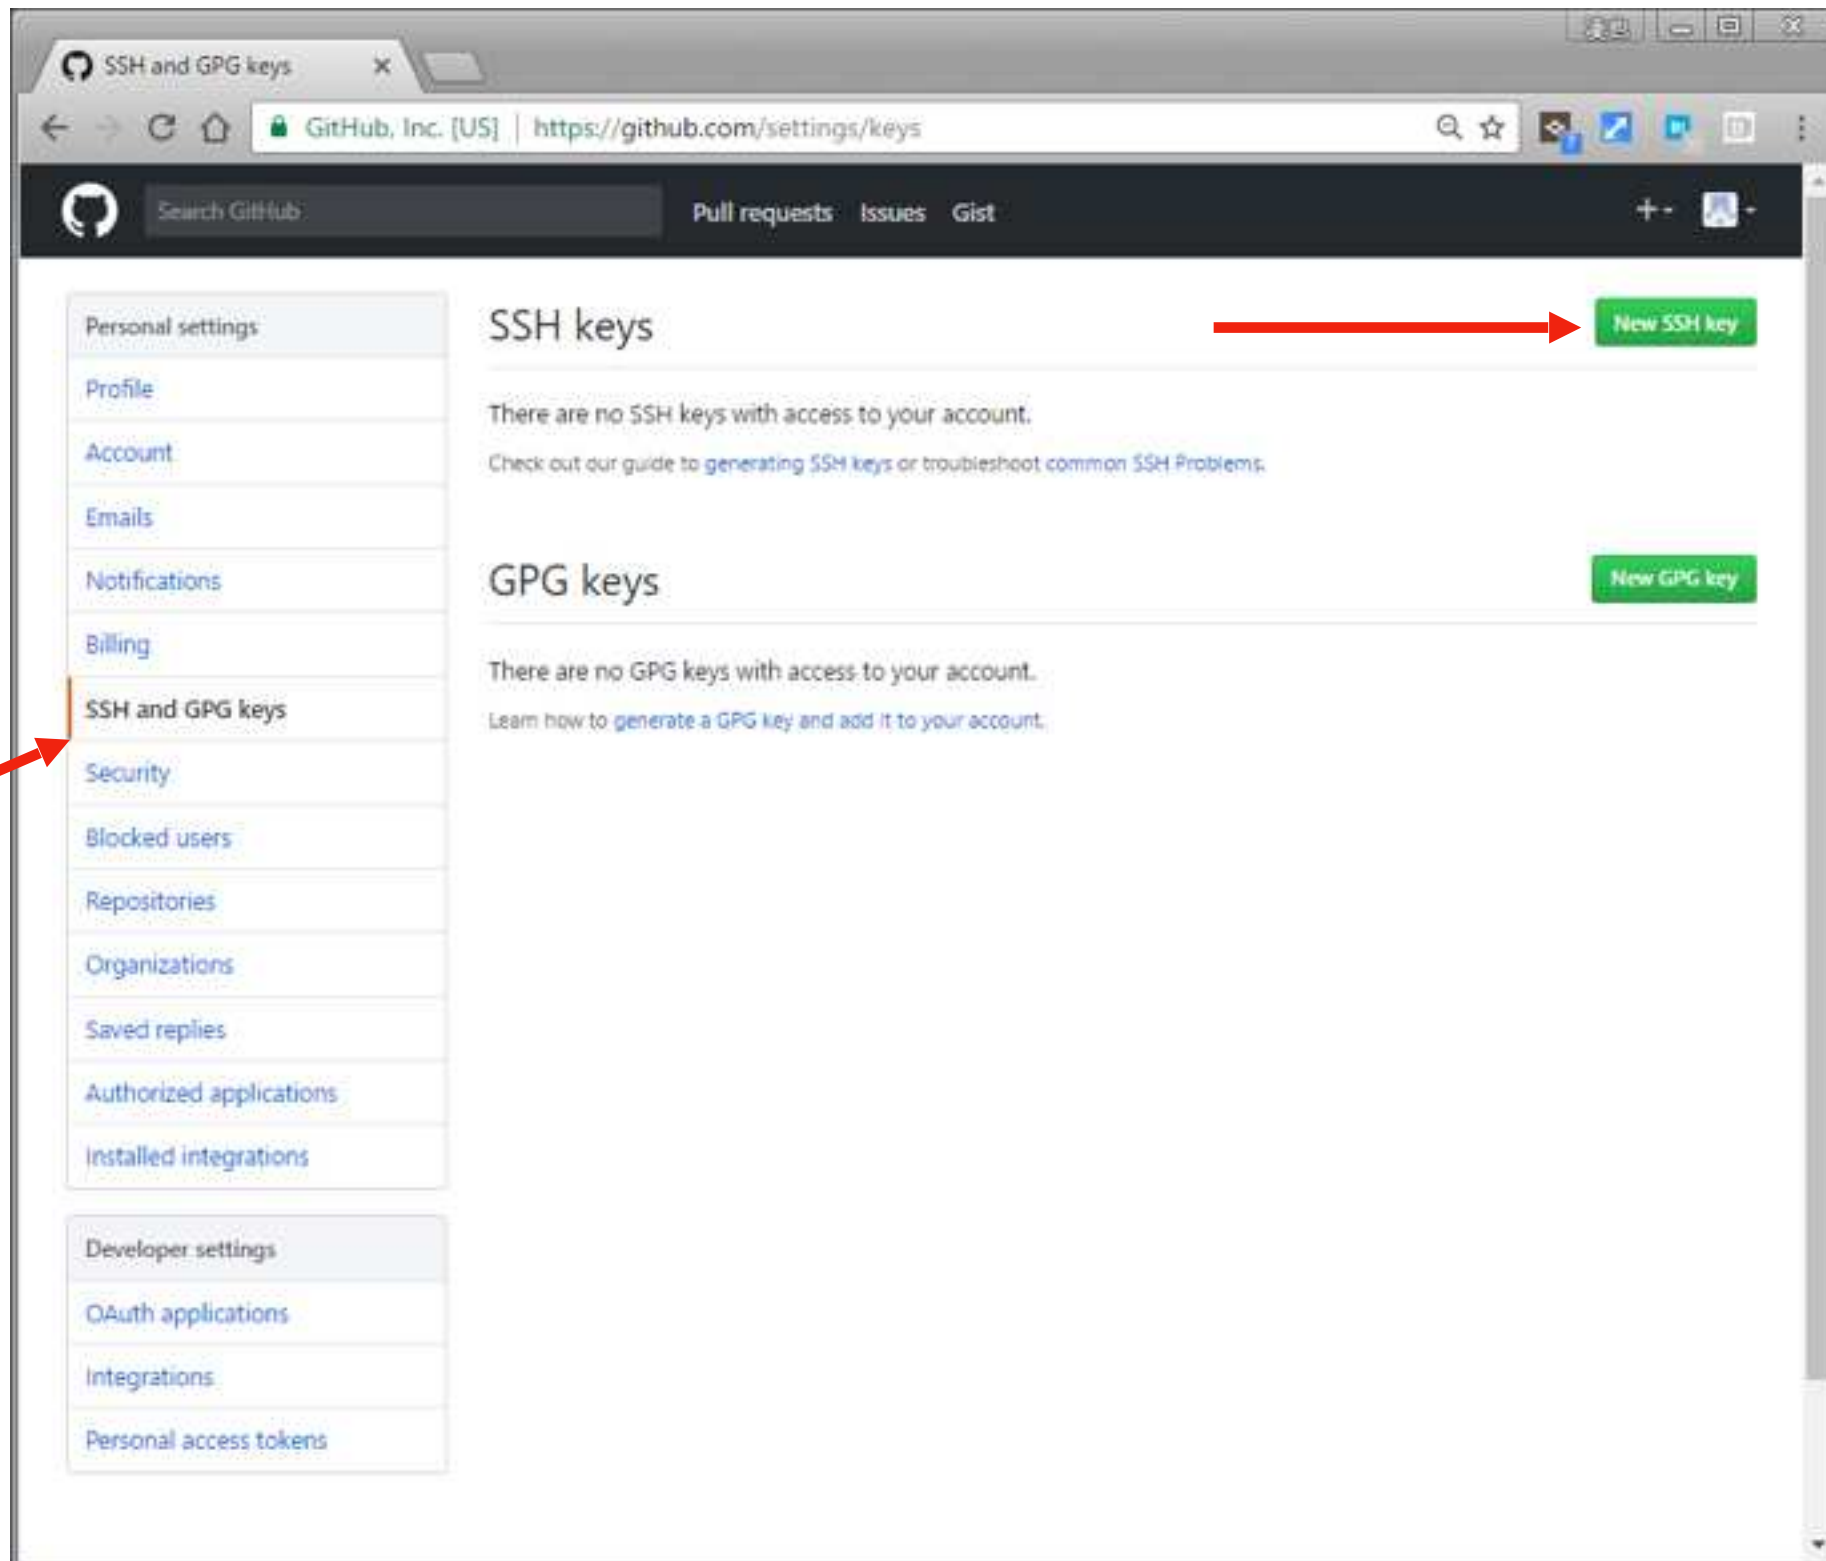 SSH and GPG keys
GitHub, Inc. [US] | https://github.com/settings/keys
Search GitHub
Pull requests Issues Gist
Personal settings
Profile
Account
Emails
Notifications
Billing
SSH and GPG keys
Security
Blocked users
Repositories
Organizations
Saved replies
Authorized applications
Installed integrations
Developer settings
OAuth applications
Integrations
Personal access tokens
SSH keys
New SSH key
There are no SSH keys with access to your account.
Check out our guide to generating SSH keys or troubleshoot common SSH Problems.
GPG keys
New GPG key
There are no GPG keys with access to your account.
Learn how to generate a GPG key and add it to your account.